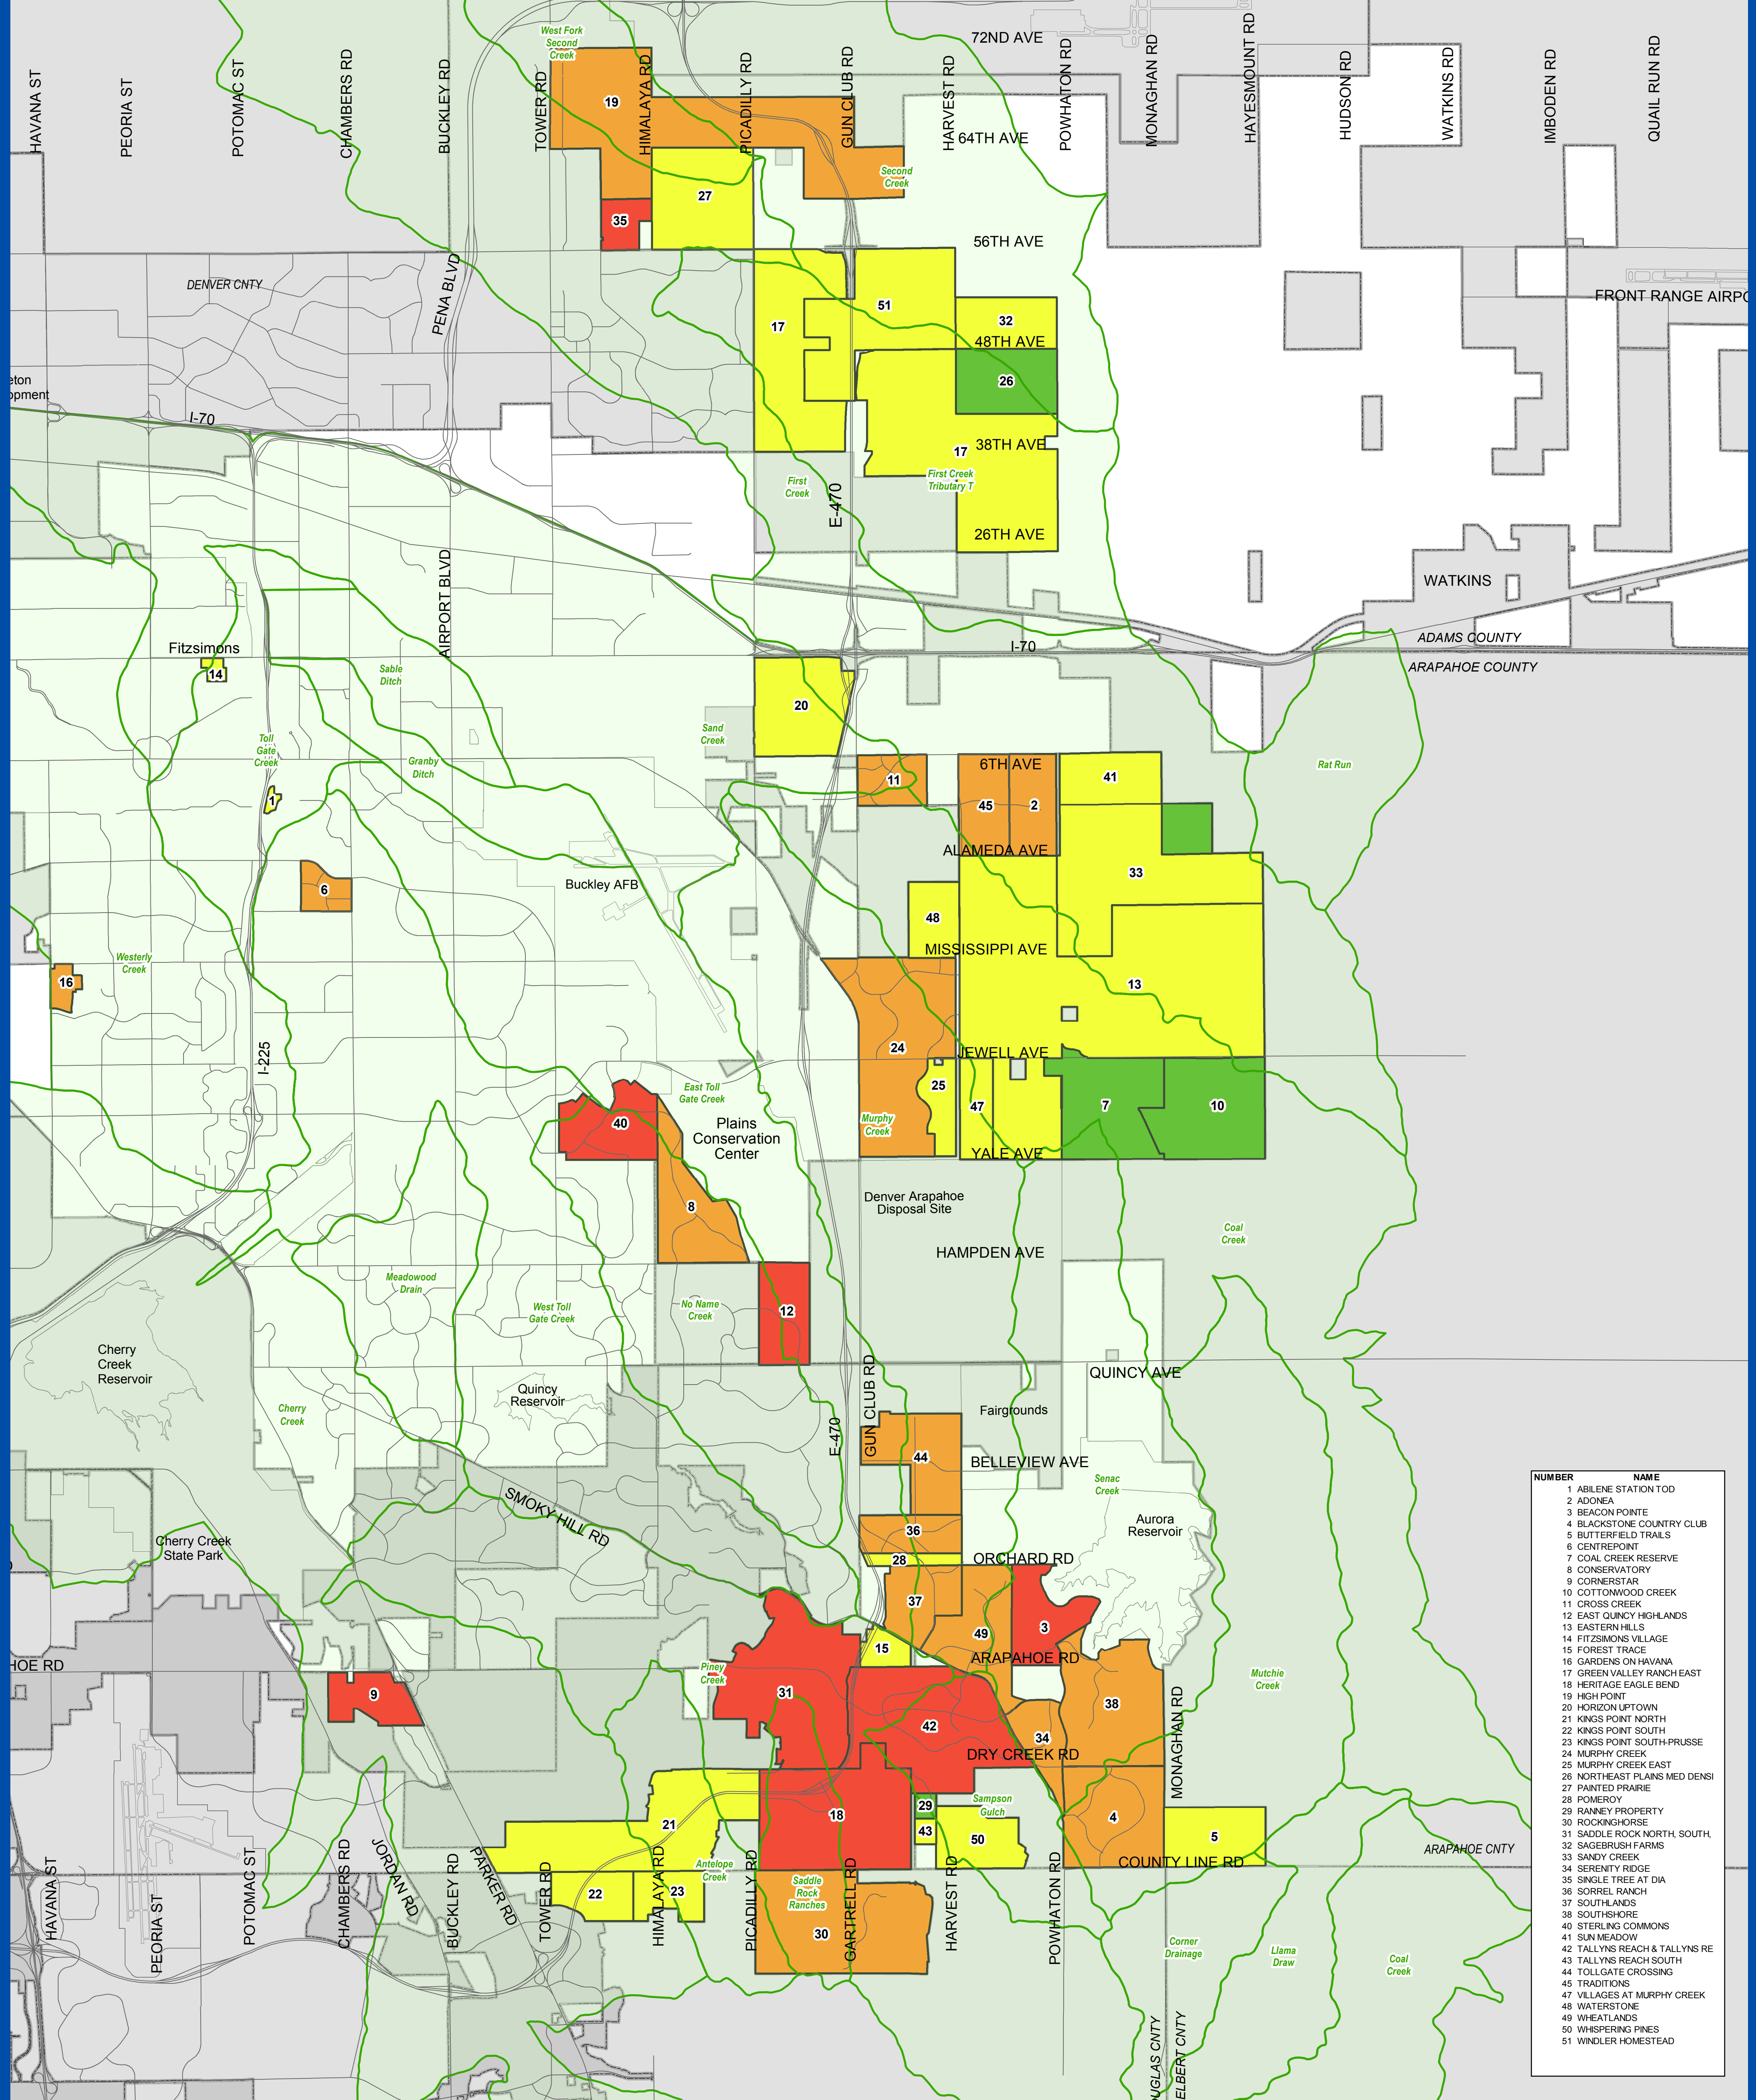 West Fork
Second
Creek
72ND AVE
HAVANA ST
PEORIA ST
POTOMAC ST
CHAMBERS RD
BUCKLEY RD
TOWER RD
HIMALAYA RD
PICADILLY RD
GUN CLUB RD
HARVEST RD
POWHATON RD
MONAGHAN RD
HAYESMOUNT RD
HUDSON RD
WATKINS RD
IMBODEN RD
QUAIL RUN RD
19
64TH AVE
Second
Creek
27
35
56TH AVE
DENVER CNTY
PENA BLVD
FRONT RANGE AIRPO
51
32
17
48TH AVE
26
eton
opment
I-70
38TH AVE
17
First
Creek
First Creek
Tributary T
E-470
26TH AVE
WATKINS
AIRPORT BLVD
Fitzsimons
14
I-70
ADAMS COUNTY
ARAPAHOE COUNTY
Sable
Ditch
20
Sand
Creek
Toll
Gate
Creek
Granby
Ditch
6TH AVE
Rat Run
11
41
1
45
2
ALAMEDA AVE
33
Buckley AFB
6
48
MISSISSIPPI AVE
Westerly
Creek
16
13
I-225
24
JEWELL AVE
25
East Toll
Gate Creek
47
7
10
40
Murphy
Creek
Plains
Conservation
Center
YALE AVE
8
Denver Arapahoe
Disposal Site
Coal
Creek
HAMPDEN AVE
Meadowood
Drain
West Toll
Gate Creek
No Name
Creek
12
Cherry
Creek
Reservoir
QUINCY AVE
Quincy
Reservoir
Cherry
Creek
GUN CLUB RD
E-470
Fairgrounds
44
BELLEVIEW AVE
Senac
Creek
SMOKY HILL RD
Aurora
Reservoir
36
Cherry Creek
State Park
28
ORCHARD RD
37
3
49
15
ARAPAHOE RD
HOE RD
Piney
Creek
Mutchie
Creek
9
31
38
MONAGHAN RD
42
34
DRY CREEK RD
Sampson
Gulch
29
18
4
21
43
50
5
ARAPAHOE CNTY
COUNTY LINE RD
HAVANA ST
PEORIA ST
POTOMAC ST
CHAMBERS RD
JORDAN RD
BUCKLEY RD
PARKER RD
TOWER RD
HIMALAYA RD
PICADILLY RD
GARTRELL RD
HARVEST RD
POWHATON RD
Antelope
Creek
22
23
Saddle
Rock
Ranches
30
Corner
Drainage
Llama
Draw
Coal
Creek
UGLAS CNTY
ELBERT CNTY
NUMBER NAME
1 ABILENE STATION TOD
2 ADONEA
3 BEACON POINTE
4 BLACKSTONE COUNTRY CLUB
5 BUTTERFIELD TRAILS
6 CENTREPOINT
7 COAL CREEK RESERVE
8 CONSERVATORY
9 CORNERSTAR
10 COTTONWOOD CREEK
11 CROSS CREEK
12 EAST QUINCY HIGHLANDS
13 EASTERN HILLS
14 FITZSIMONS VILLAGE
15 FOREST TRACE
16 GARDENS ON HAVANA
17 GREEN VALLEY RANCH EAST
18 HERITAGE EAGLE BEND
19 HIGH POINT
20 HORIZON UPTOWN
21 KINGS POINT NORTH
22 KINGS POINT SOUTH
23 KINGS POINT SOUTH-PRUSSE
24 MURPHY CREEK
25 MURPHY CREEK EAST
26 NORTHEAST PLAINS MED DENSI
27 PAINTED PRAIRIE
28 POMEROY
29 RANNEY PROPERTY
30 ROCKINGHORSE
31 SADDLE ROCK NORTH, SOUTH,
32 SAGEBRUSH FARMS
33 SANDY CREEK
34 SERENITY RIDGE
35 SINGLE TREE AT DIA
36 SORREL RANCH
37 SOUTHLANDS
38 SOUTHSHORE
40 STERLING COMMONS
41 SUN MEADOW
42 TALLYNS REACH & TALLYNS RE
43 TALLYNS REACH SOUTH
44 TOLLGATE CROSSING
45 TRADITIONS
47 VILLAGES AT MURPHY CREEK
48 WATERSTONE
49 WHEATLANDS
50 WHISPERING PINES
51 WINDLER HOMESTEAD